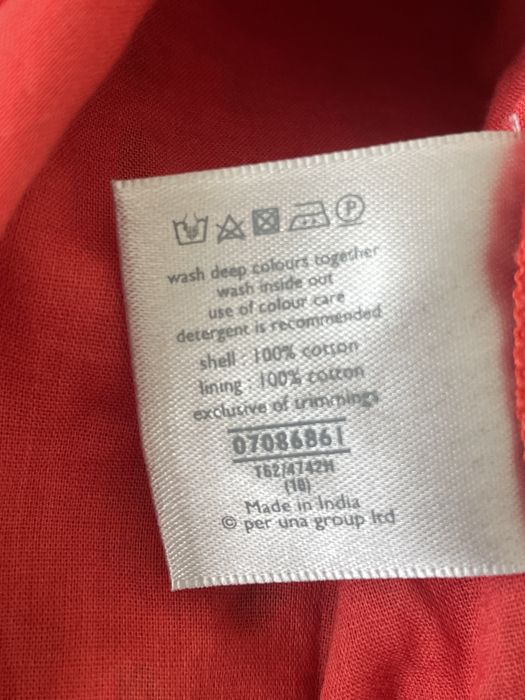 P
wash deep colours together
wash inside out
use of colour care
detergent is recommended
shell : 100% cotton
lining : 100% cotton
exclusive of trimmings
07086861
T62/4742H
(18)
Made in India
© per una group ltd